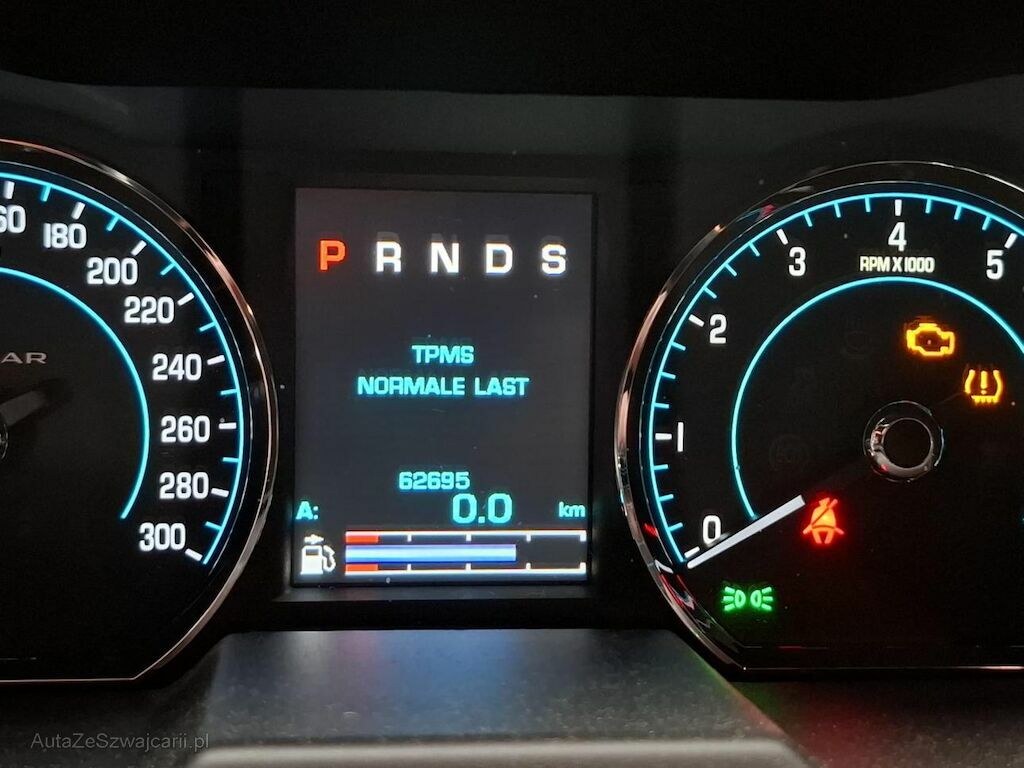 180
200
220
240
260
280
300
AR
P R N D S
TPMS
NORMALE LAST
62695
A: 0.0 km
0
1
2
3
4
5
RPM X 1000
AutaZeSzwajcarii.pl